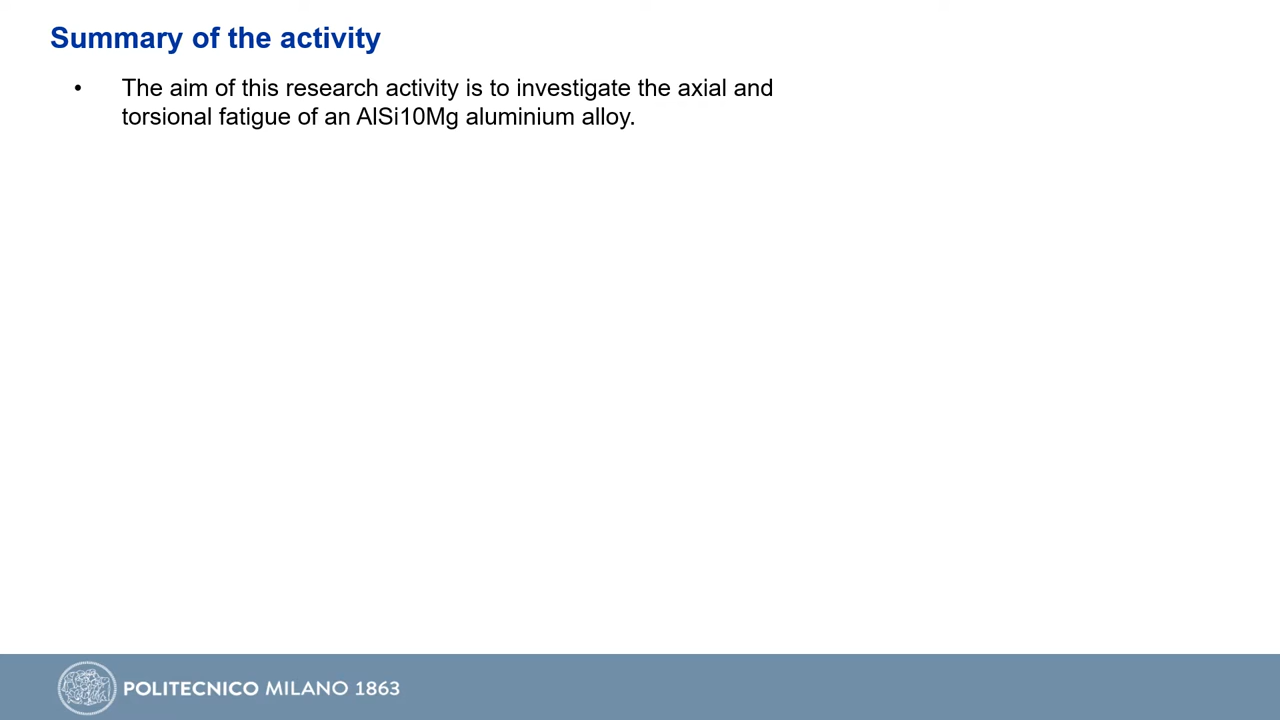 Summary of the activity
• The aim of this research activity is to investigate the axial and
torsional fatigue of an AlSi10Mg aluminium alloy.
POLITECNICO MILANO 1863